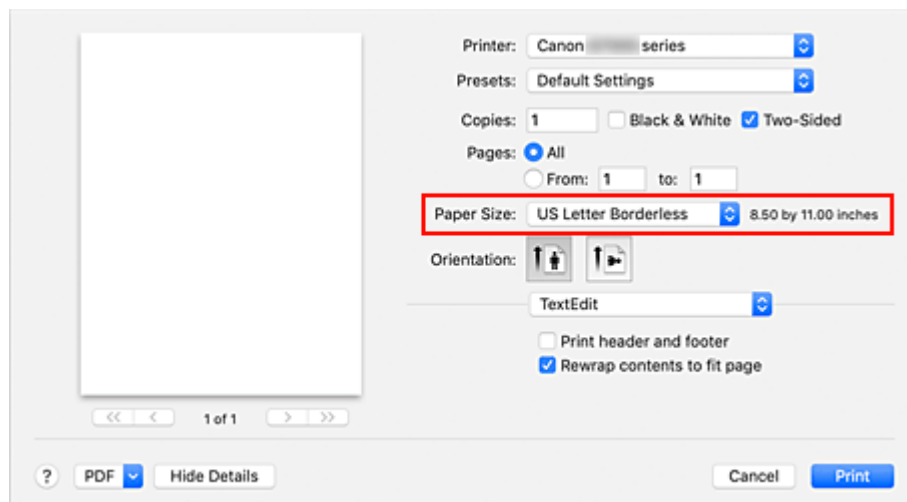 Printer: Canon series
Presets: Default Settings
Copies: 1 Black & White Two-Sided
Pages: All
From: 1 to: 1
Paper Size: US Letter Borderless 8.50 by 11.00 inches
Orientation:
TextEdit
Print header and footer
Rewrap contents to fit page
<< < 1 of 1 > >>
? PDF Hide Details Cancel Print